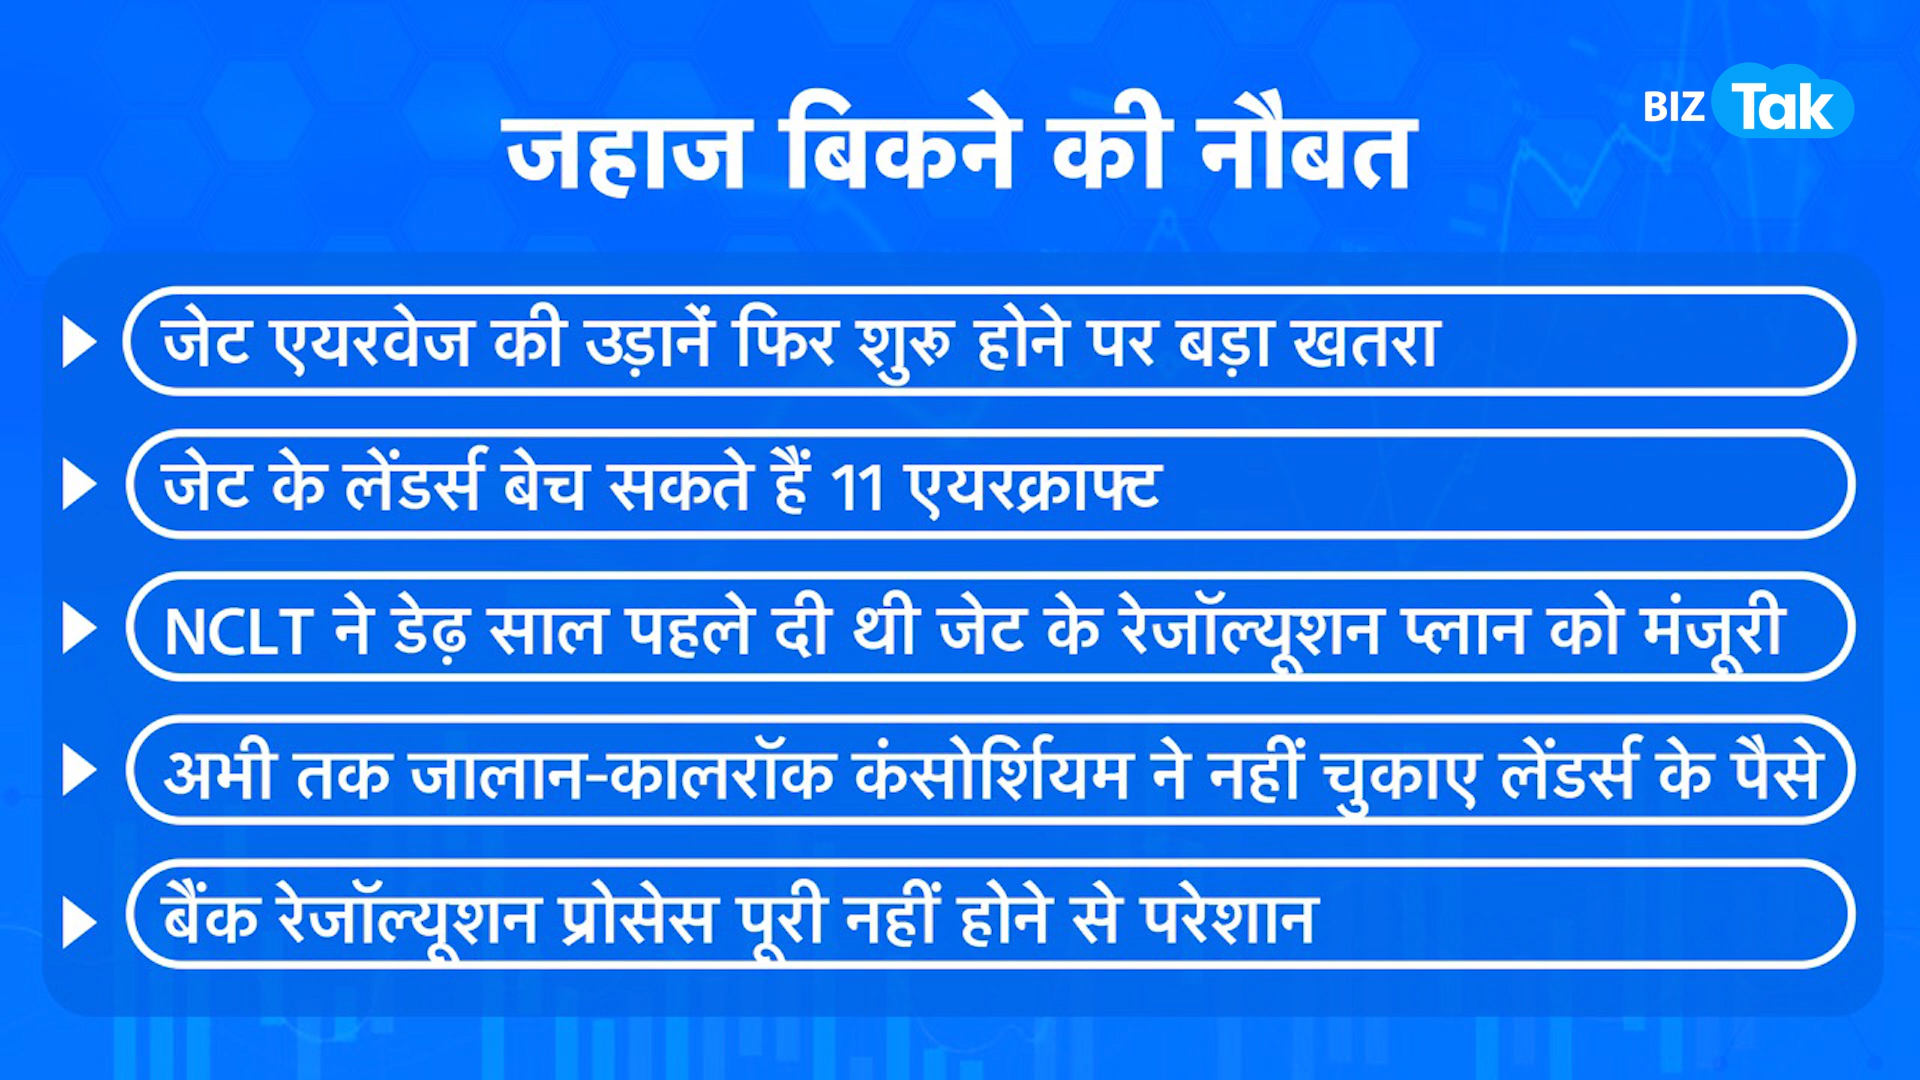 BIZ Tak
जहाज बिकने की नौबत
जेट एयरवेज की उड़ानें फिर शुरू होने पर बड़ा खतरा
जेट के लेंडर्स बेच सकते हैं 11 एयरक्राफ्ट
NCLT ने डेढ़ साल पहले दी थी जेट के रेजॉल्यूशन प्लान को मंजूरी
अभी तक जालान-कालरॉक कंसोर्शियम ने नहीं चुकाए लेंडर्स के पैसे
बैंक रेजॉल्यूशन प्रोसेस पूरी नहीं होने से परेशान